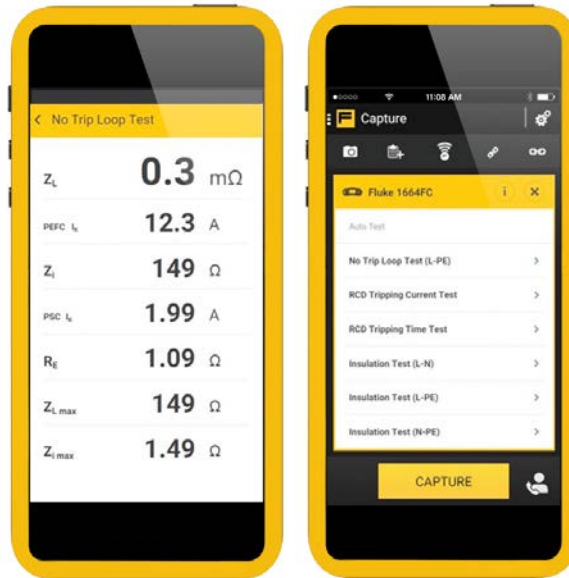 No Trip Loop Test
ZL 0.3 mΩ
PEFC Ik 12.3 A
Zi 149 Ω
PSC Ik 1.99 A
RE 1.09 Ω
ZL max 149 Ω
Zi max 1.49 Ω
11:08 AM
F Capture
Fluke 1664FC i
Auto Test
No Trip Loop Test (L-PE)
RCD Tripping Current Test
RCD Tripping Time Test
Insulation Test (L-N)
Insulation Test (L-PE)
Insulation Test (N-PE)
CAPTURE